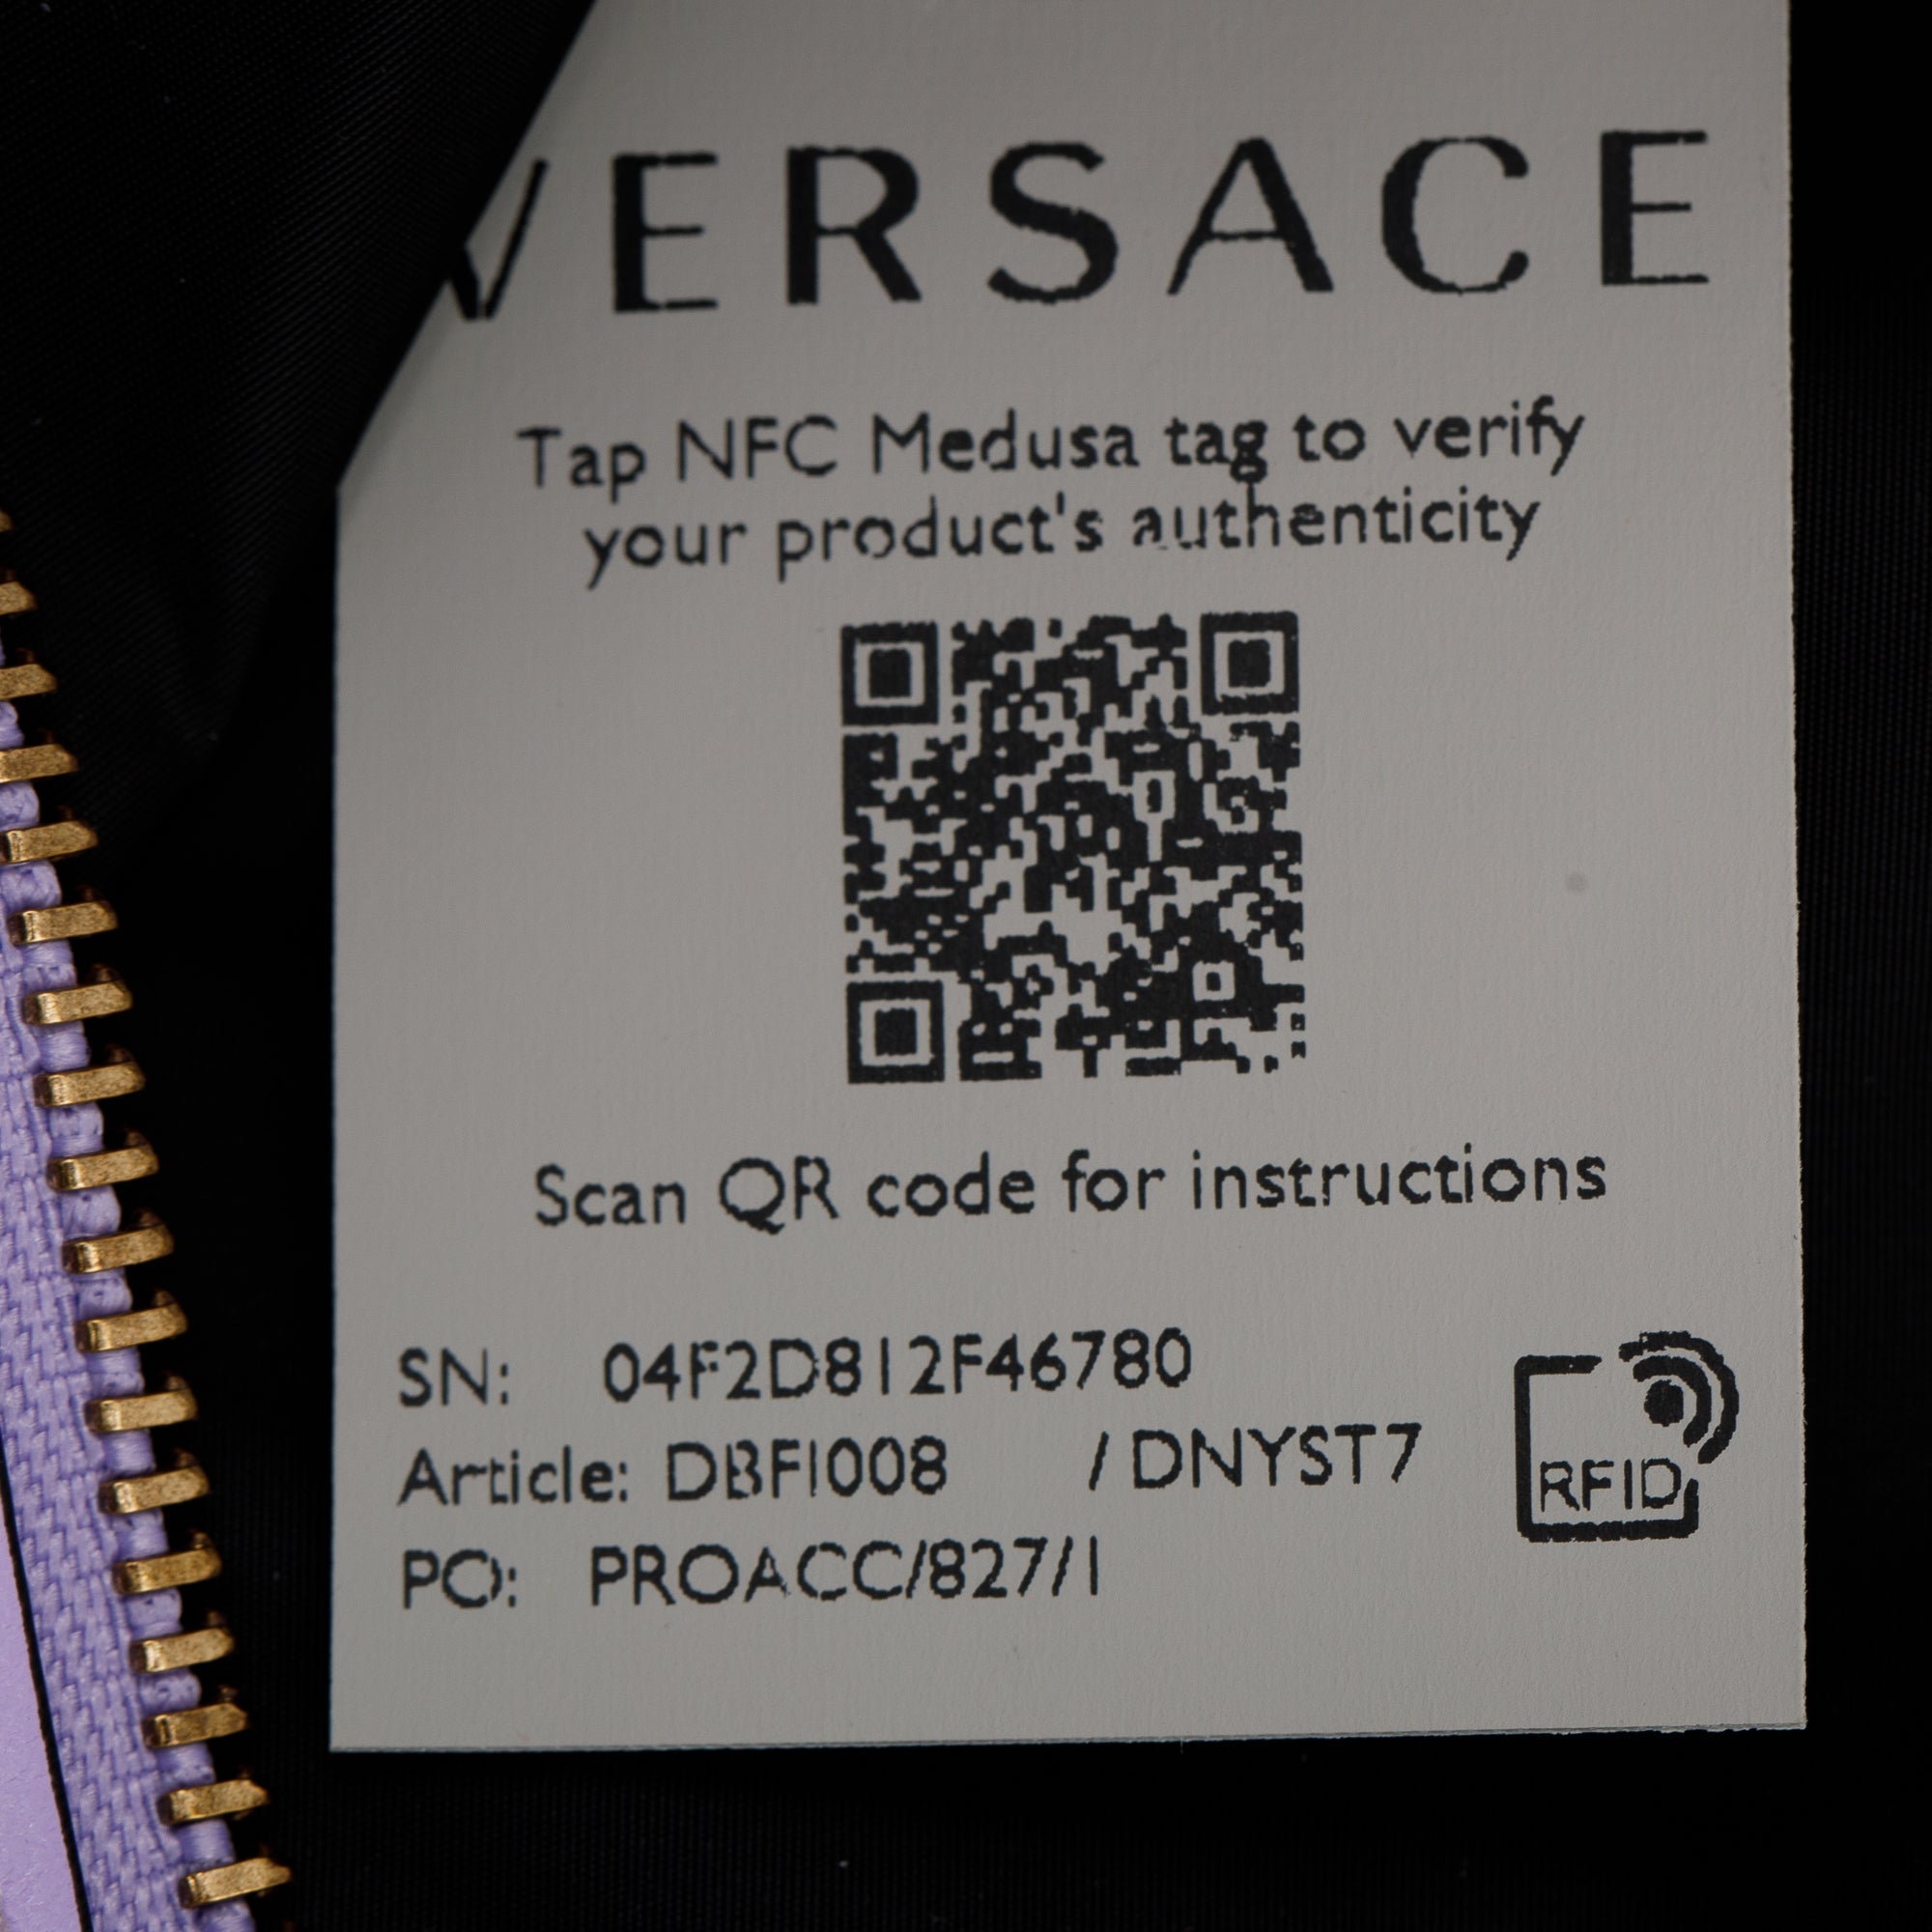 VERSACE
Tap NFC Medusa tag to verify
your product's authenticity
Scan QR code for instructions
SN: 04F2D812F46780
Article: DBFI008 / DNYST7
PO: PROACC/827/1
RFID